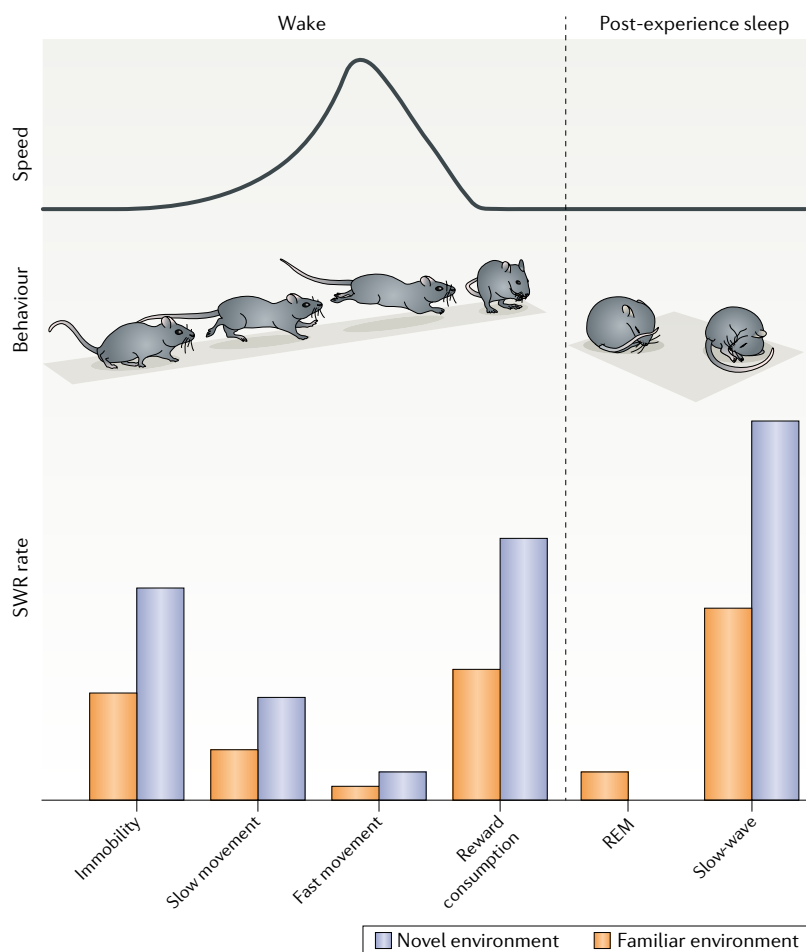 Wake
Post-experience sleep
Speed
Behaviour
SWR rate
Immobility
Slow movement
Fast movement
Reward
consumption
REM
Slow-wave
Novel environment
Familiar environment